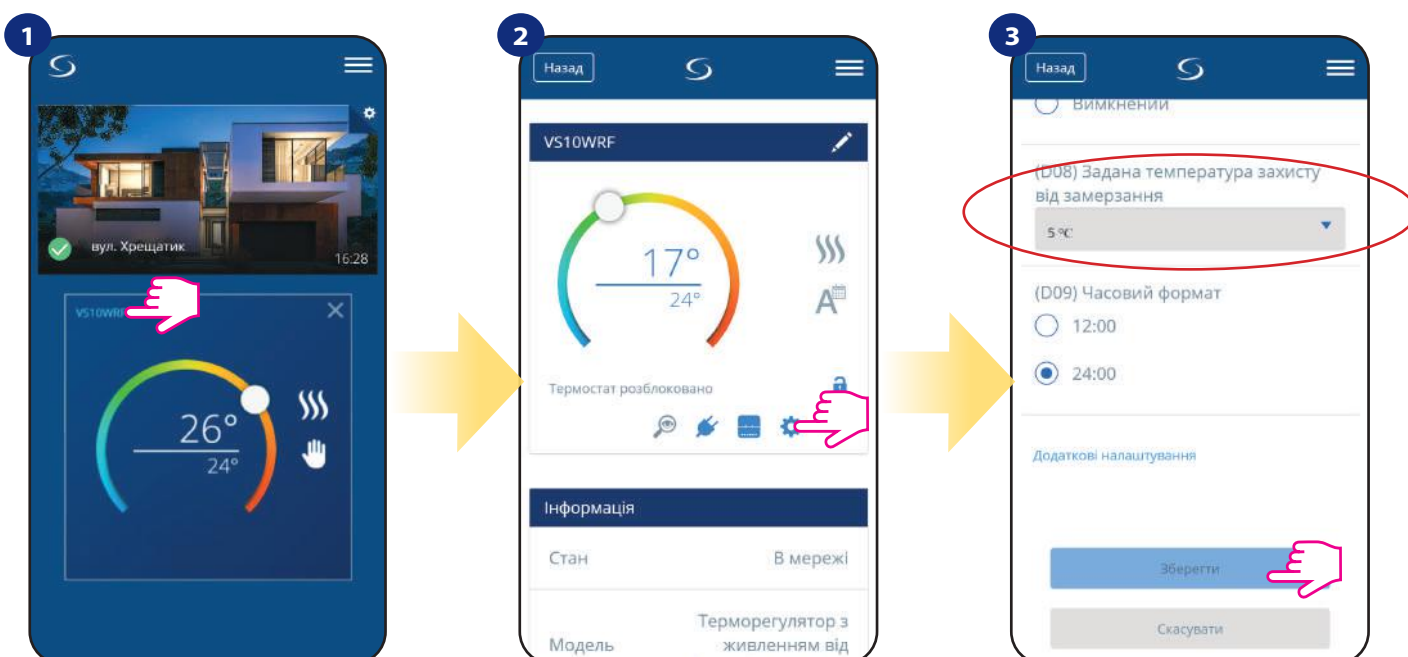 1
вул. Хрещатик
16:28
VS10WRF
26°
24°
2
Назад
VS10WRF
17°
24°
A
Термостат розблоковано
Інформація
Стан
В мережі
Модель
Терморегулятор з
живленням від
3
Назад
Вимкнений
(D08) Задана температура захисту
від замерзання
5 °C
(D09) Часовий формат
12:00
24:00
Додаткові налаштування
Зберегти
Скасувати